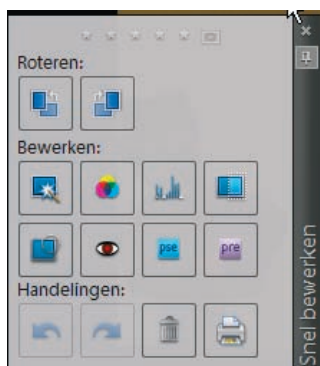 Roteren:
Bewerken:
pse
pre
Handelingen:
Snel bewerken